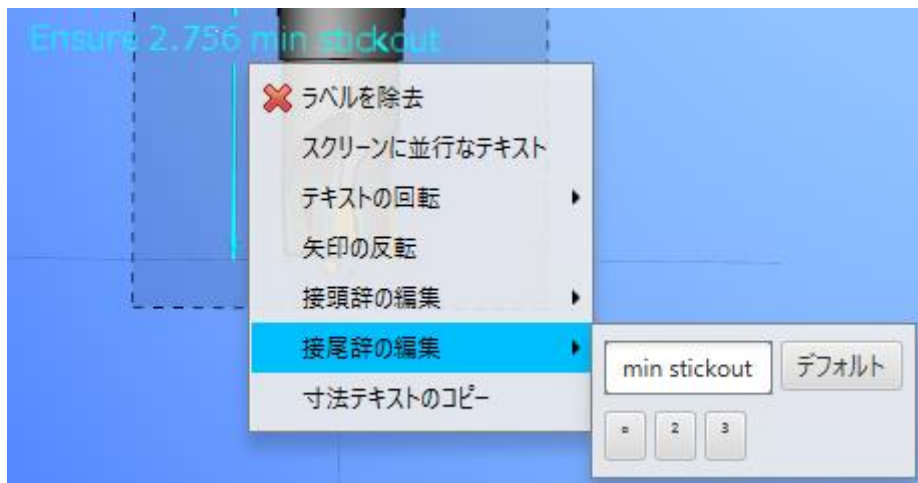 Ensure 2.756 min stickout
ラベルを除去
スクリーンに並行なテキスト
テキストの回転
矢印の反転
接頭辞の編集
接尾辞の編集
寸法テキストのコピー
min stickout デフォルト
° ² ³